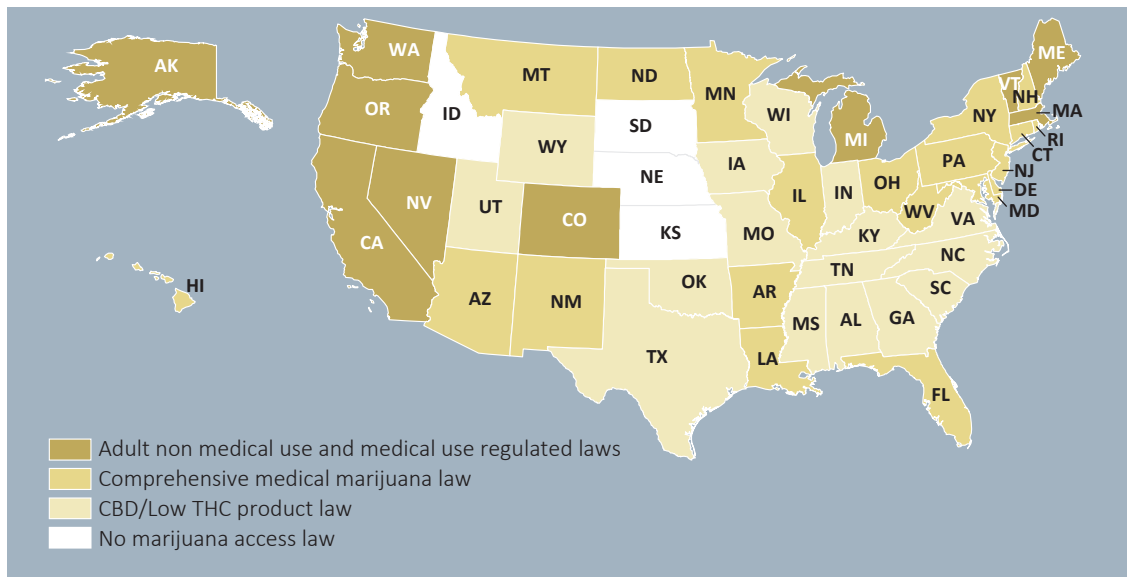 AK
WA
MT
ND
MN
ME
VT
NH
OR
ID
SD
WI
NY
MA
MI
RI
CT
WY
IA
PA
NJ
NE
OH
DE
NV
UT
IL
IN
MD
WV
CO
VA
CA
KS
MO
KY
NC
TN
HI
OK
SC
AZ
NM
AR
MS
AL
GA
TX
LA
FL
Adult non medical use and medical use regulated laws
Comprehensive medical marijuana law
CBD/Low THC product law
No marijuana access law